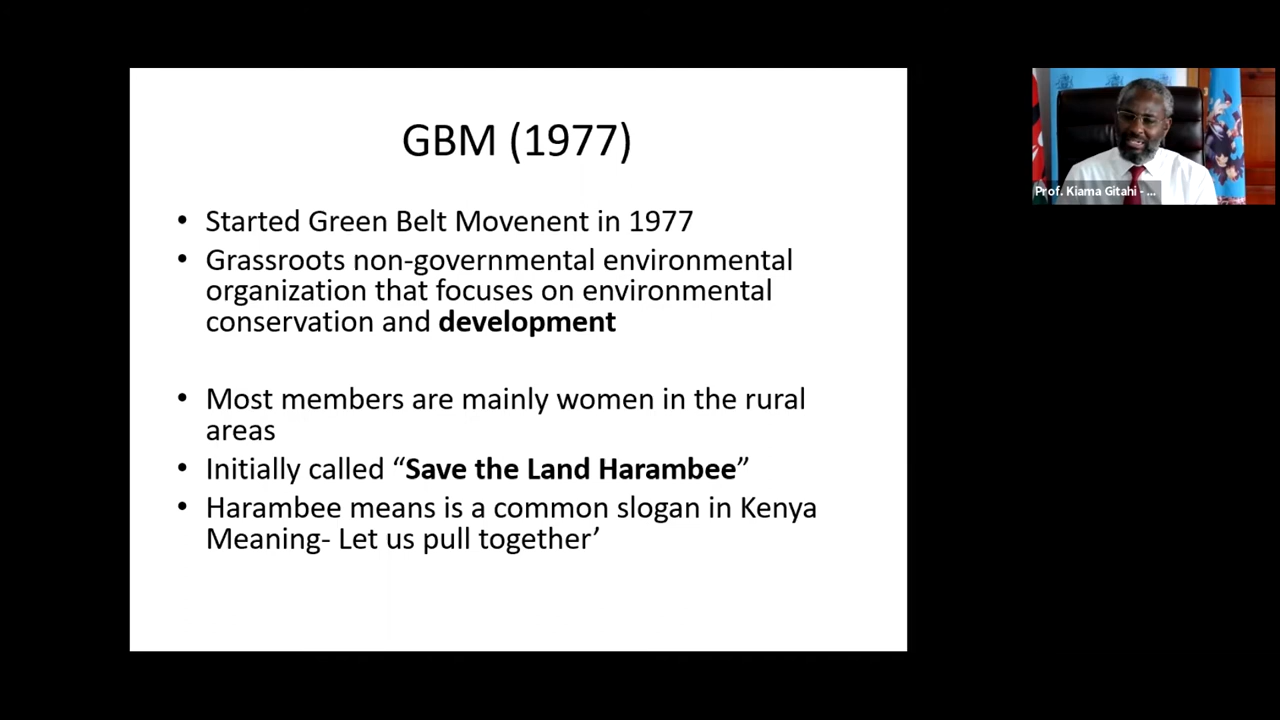 GBM (1977)
• Started Green Belt Movenent in 1977
• Grassroots non-governmental environmental
organization that focuses on environmental
conservation and development
• Most members are mainly women in the rural
areas
• Initially called “Save the Land Harambee”
• Harambee means is a common slogan in Kenya
Meaning- Let us pull together’
Prof. Kiama Gitahi - ...